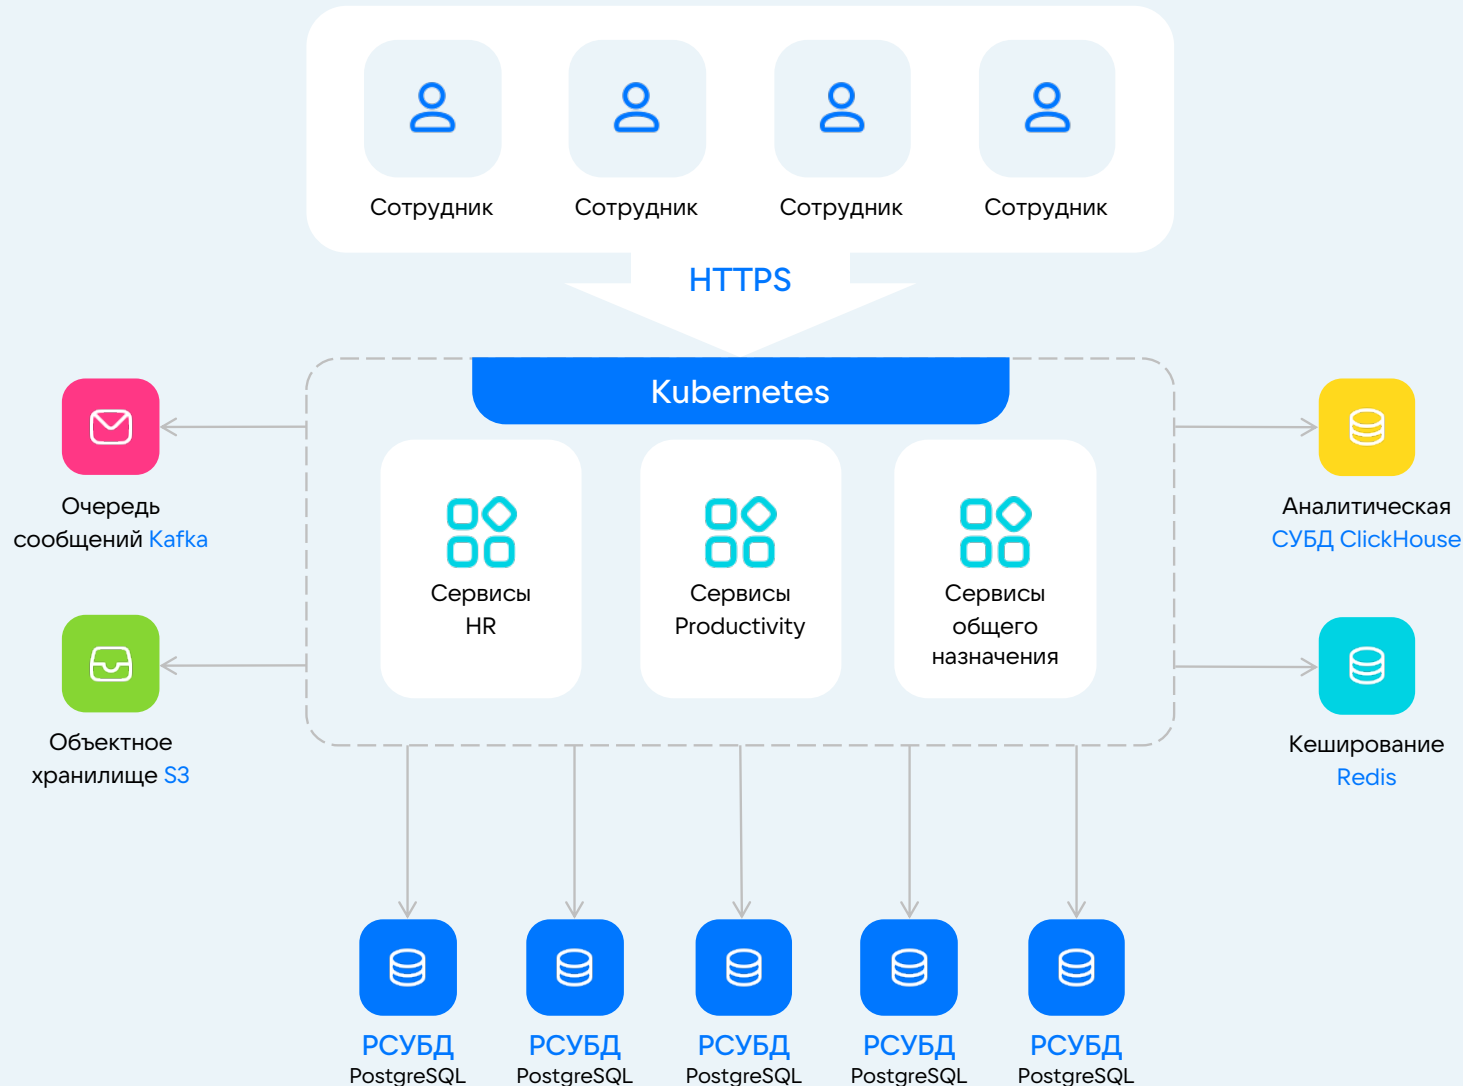 Сотрудник
Сотрудник
Сотрудник
Сотрудник
HTTPS
Kubernetes
Очередь
сообщений Kafka
Объектное
хранилище S3
Сервисы
HR
Сервисы
Productivity
Сервисы
общего
назначения
Аналитическая
СУБД ClickHouse
Кеширование
Redis
РСУБД
PostgreSQL
РСУБД
PostgreSQL
РСУБД
PostgreSQL
РСУБД
PostgreSQL
РСУБД
PostgreSQL